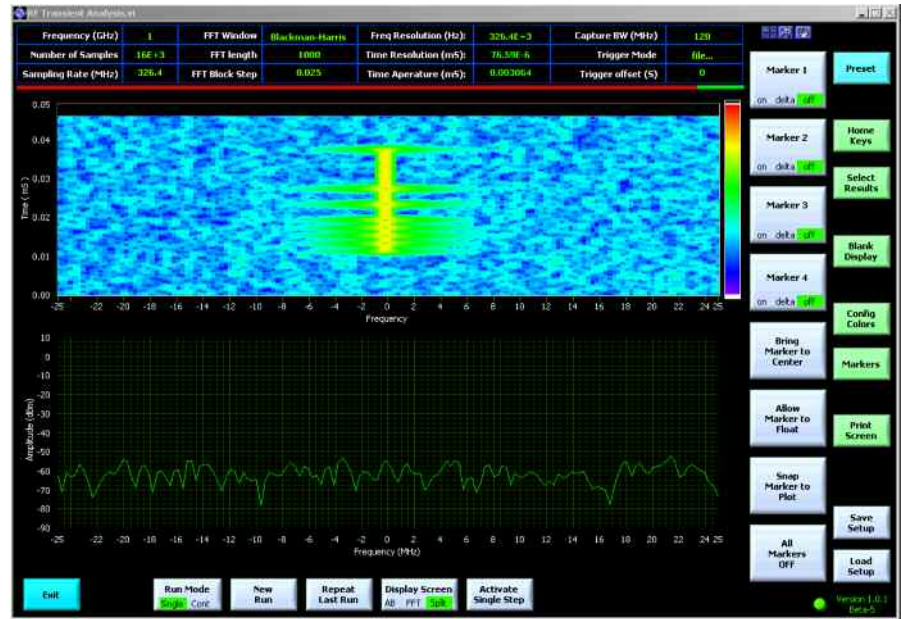 RF Transient Analysis.vi
Frequency (GHz) 1 FFT Window Blackman-Harris Freq Resolution (Hz): 326.4E+3 Capture BW (MHz) 120
Number of Samples 16E+3 FFT length 1000 Time Resolution (mS): 76.59E-6 Trigger Mode file...
Sampling Rate (MHz) 326.4 FFT Block Step 0.025 Time Aperature (mS): 0.003064 Trigger offset (S) 0
Marker 1
on delta off
Marker 2
on delta off
Marker 3
on delta off
Marker 4
on delta off
Bring Marker to Center
Allow Marker to Float
Snap Marker to Plot
All Markers OFF
Preset
Home Keys
Select Results
Blank Display
Config Colors
Markers
Print Screen
Save Setup
Load Setup
0.05
0.04
0.03
0.02
0.01
0.00
Time ( mS )
-25 -22 -20 -18 -16 -14 -12 -10 -8 -6 -4 -2 0 2 4 6 8 10 12 14 16 18 20 22 24 25
Frequency
10
0
-10
-20
-30
-40
-50
-60
-70
-80
-90
Amplitude (dBm)
-25 -22 -20 -18 -16 -14 -12 -10 -8 -6 -4 -2 0 2 4 6 8 10 12 14 16 18 20 22 24 25
Frequency (MHz)
Exit
Run Mode
Single Cont
New Run
Repeat Last Run
Display Screen
AB FFT Split
Activate Single Step
Version 1.0.1
Beta-5